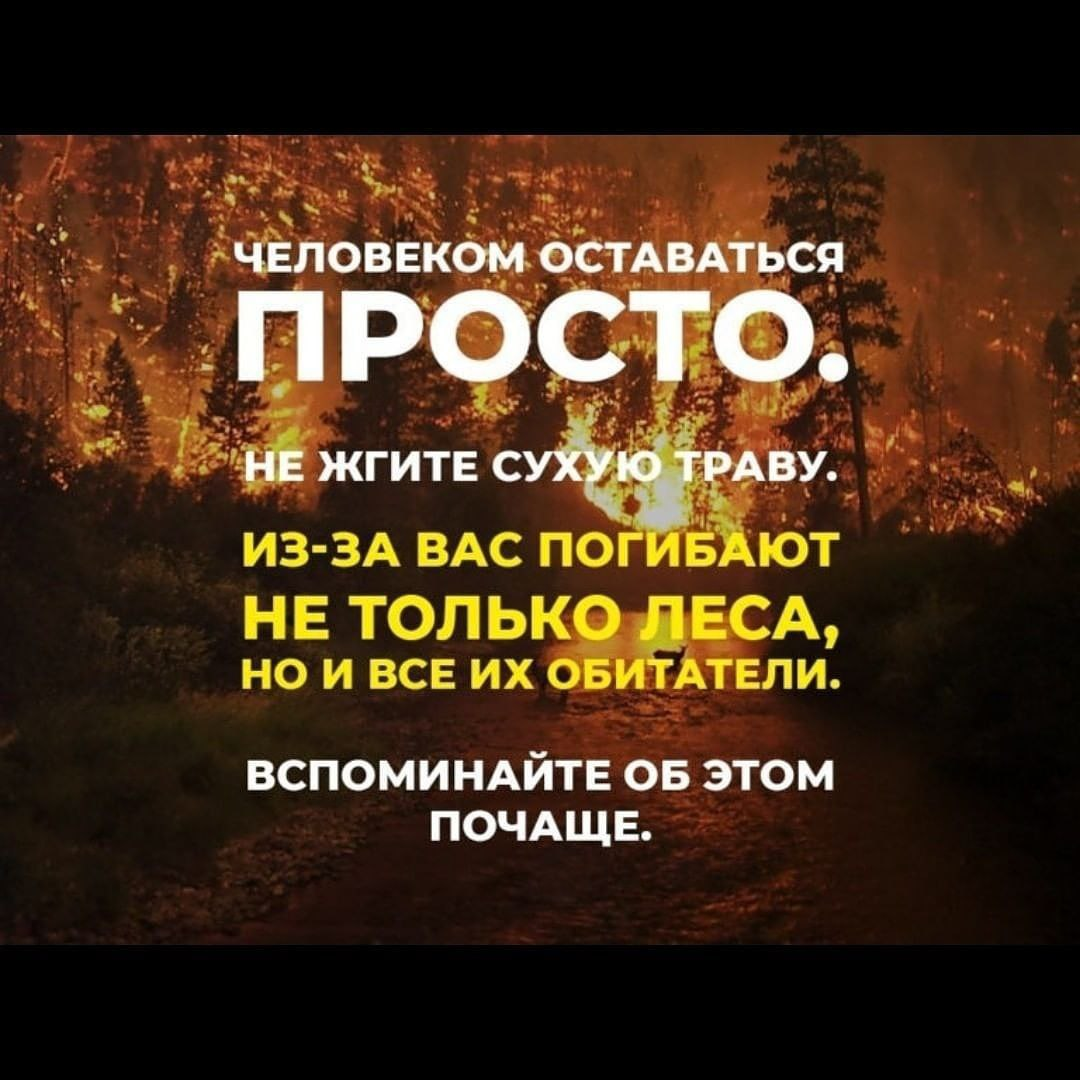 ЧЕЛОВЕКОМ ОСТАВАТЬСЯ
ПРОСТО.
НЕ ЖГИТЕ СУХУЮ ТРАВУ.
ИЗ-ЗА ВАС ПОГИБАЮТ
НЕ ТОЛЬКО ЛЕСА,
НО И ВСЕ ИХ ОБИТАТЕЛИ.
ВСПОМИНАЙТЕ ОБ ЭТОМ
ПОЧАЩЕ.